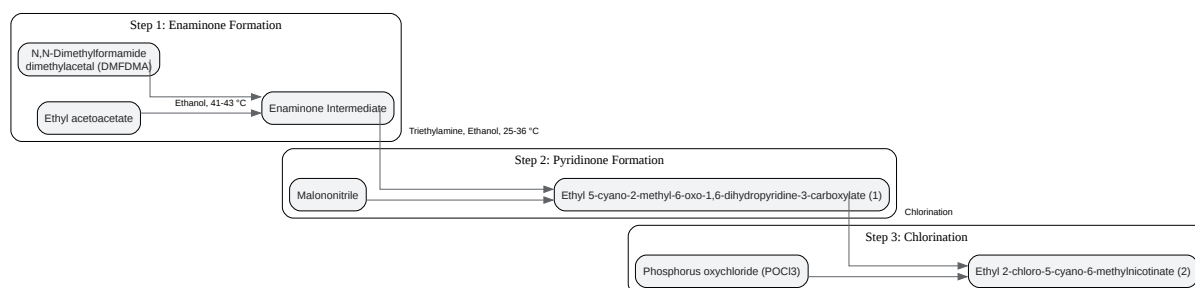 Step 1: Enaminone Formation
N,N-Dimethylformamide
dimethylacetal (DMFDMA)
Ethanol, 41-43 °C
Enaminone Intermediate
Ethyl acetoacetate
Triethylamine, Ethanol, 25-36 °C
Step 2: Pyridinone Formation
Malononitrile
Ethyl 5-cyano-2-methyl-6-oxo-1,6-dihydropyridine-3-carboxylate (1)
Chlorination
Step 3: Chlorination
Phosphorus oxychloride (POCl3)
Ethyl 2-chloro-5-cyano-6-methylnicotinate (2)